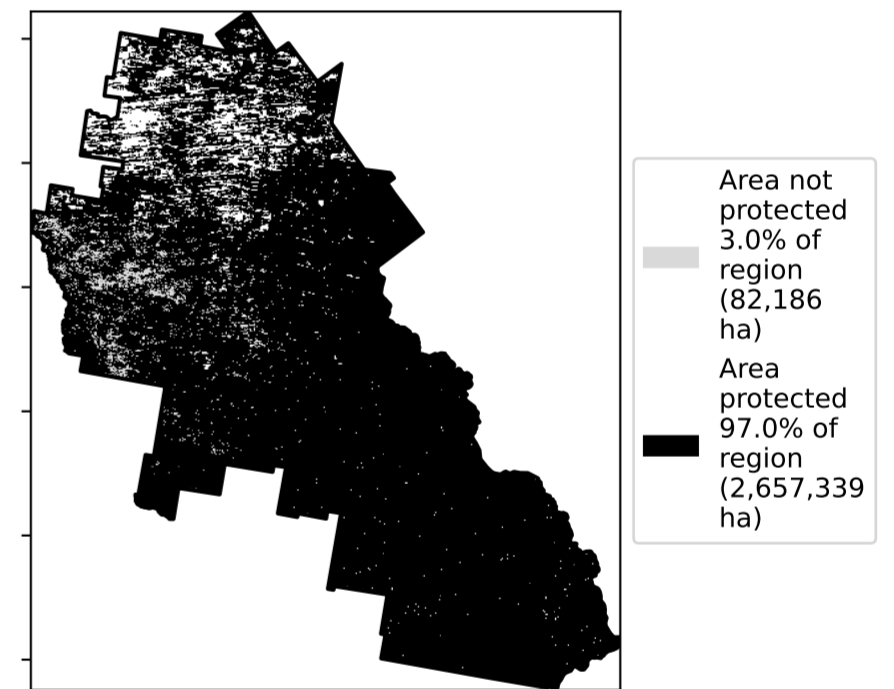 Area not
protected
3.0% of
region
(82,186
ha)
Area
protected
97.0% of
region
(2,657,339
ha)